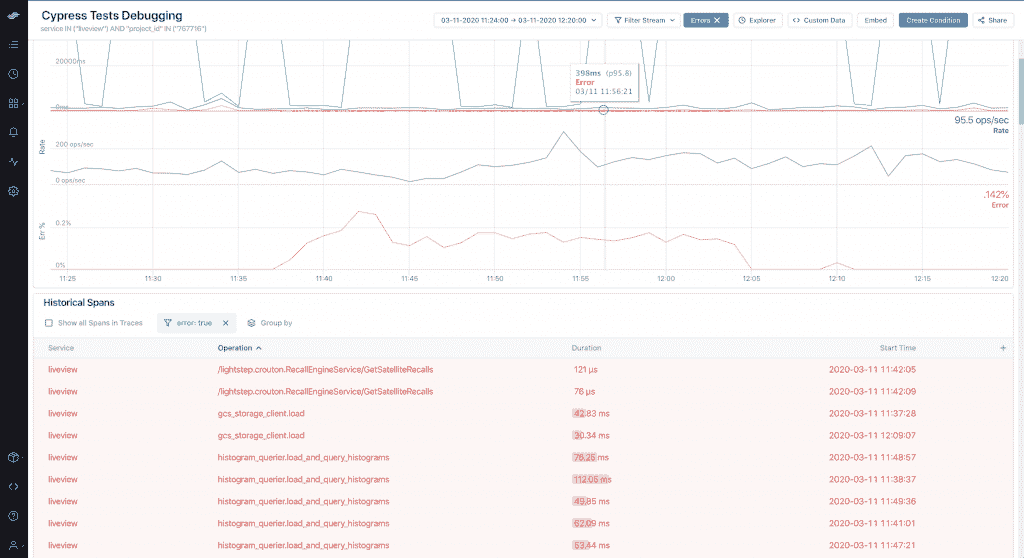 Cypress Tests Debugging
service IN ("liveview") AND "project_id" IN ("767716")
03-11-2020 11:24:00 → 03-11-2020 12:20:00
Filter Stream
Errors
Explorer
Custom Data
Embed
Create Condition
Share
20000ms
0ms
398ms (p95.8)
Error
03/11 11:56:21
95.5 ops/sec
Rate
Rate
200 ops/sec
0 ops/sec
.142%
Error
Err %
0.2%
0%
11:25 11:30 11:35 11:40 11:45 11:50 11:55 12:00 12:05 12:10 12:15 12:20
Historical Spans
Show all Spans in Traces
error: true
Group by
Service Operation Duration Start Time
liveview /lightstep.crouton.RecallEngineService/GetSatelliteRecalls 121 µs 2020-03-11 11:42:05
liveview /lightstep.crouton.RecallEngineService/GetSatelliteRecalls 76 µs 2020-03-11 11:42:09
liveview gcs_storage_client.load 42.83 ms 2020-03-11 11:37:28
liveview gcs_storage_client.load 30.34 ms 2020-03-11 12:09:07
liveview histogram_querier.load_and_query_histograms 78.25 ms 2020-03-11 11:48:57
liveview histogram_querier.load_and_query_histograms 112.06 ms 2020-03-11 11:38:37
liveview histogram_querier.load_and_query_histograms 49.85 ms 2020-03-11 11:49:36
liveview histogram_querier.load_and_query_histograms 62.09 ms 2020-03-11 11:41:01
liveview histogram_querier.load_and_query_histograms 53.44 ms 2020-03-11 11:47:21